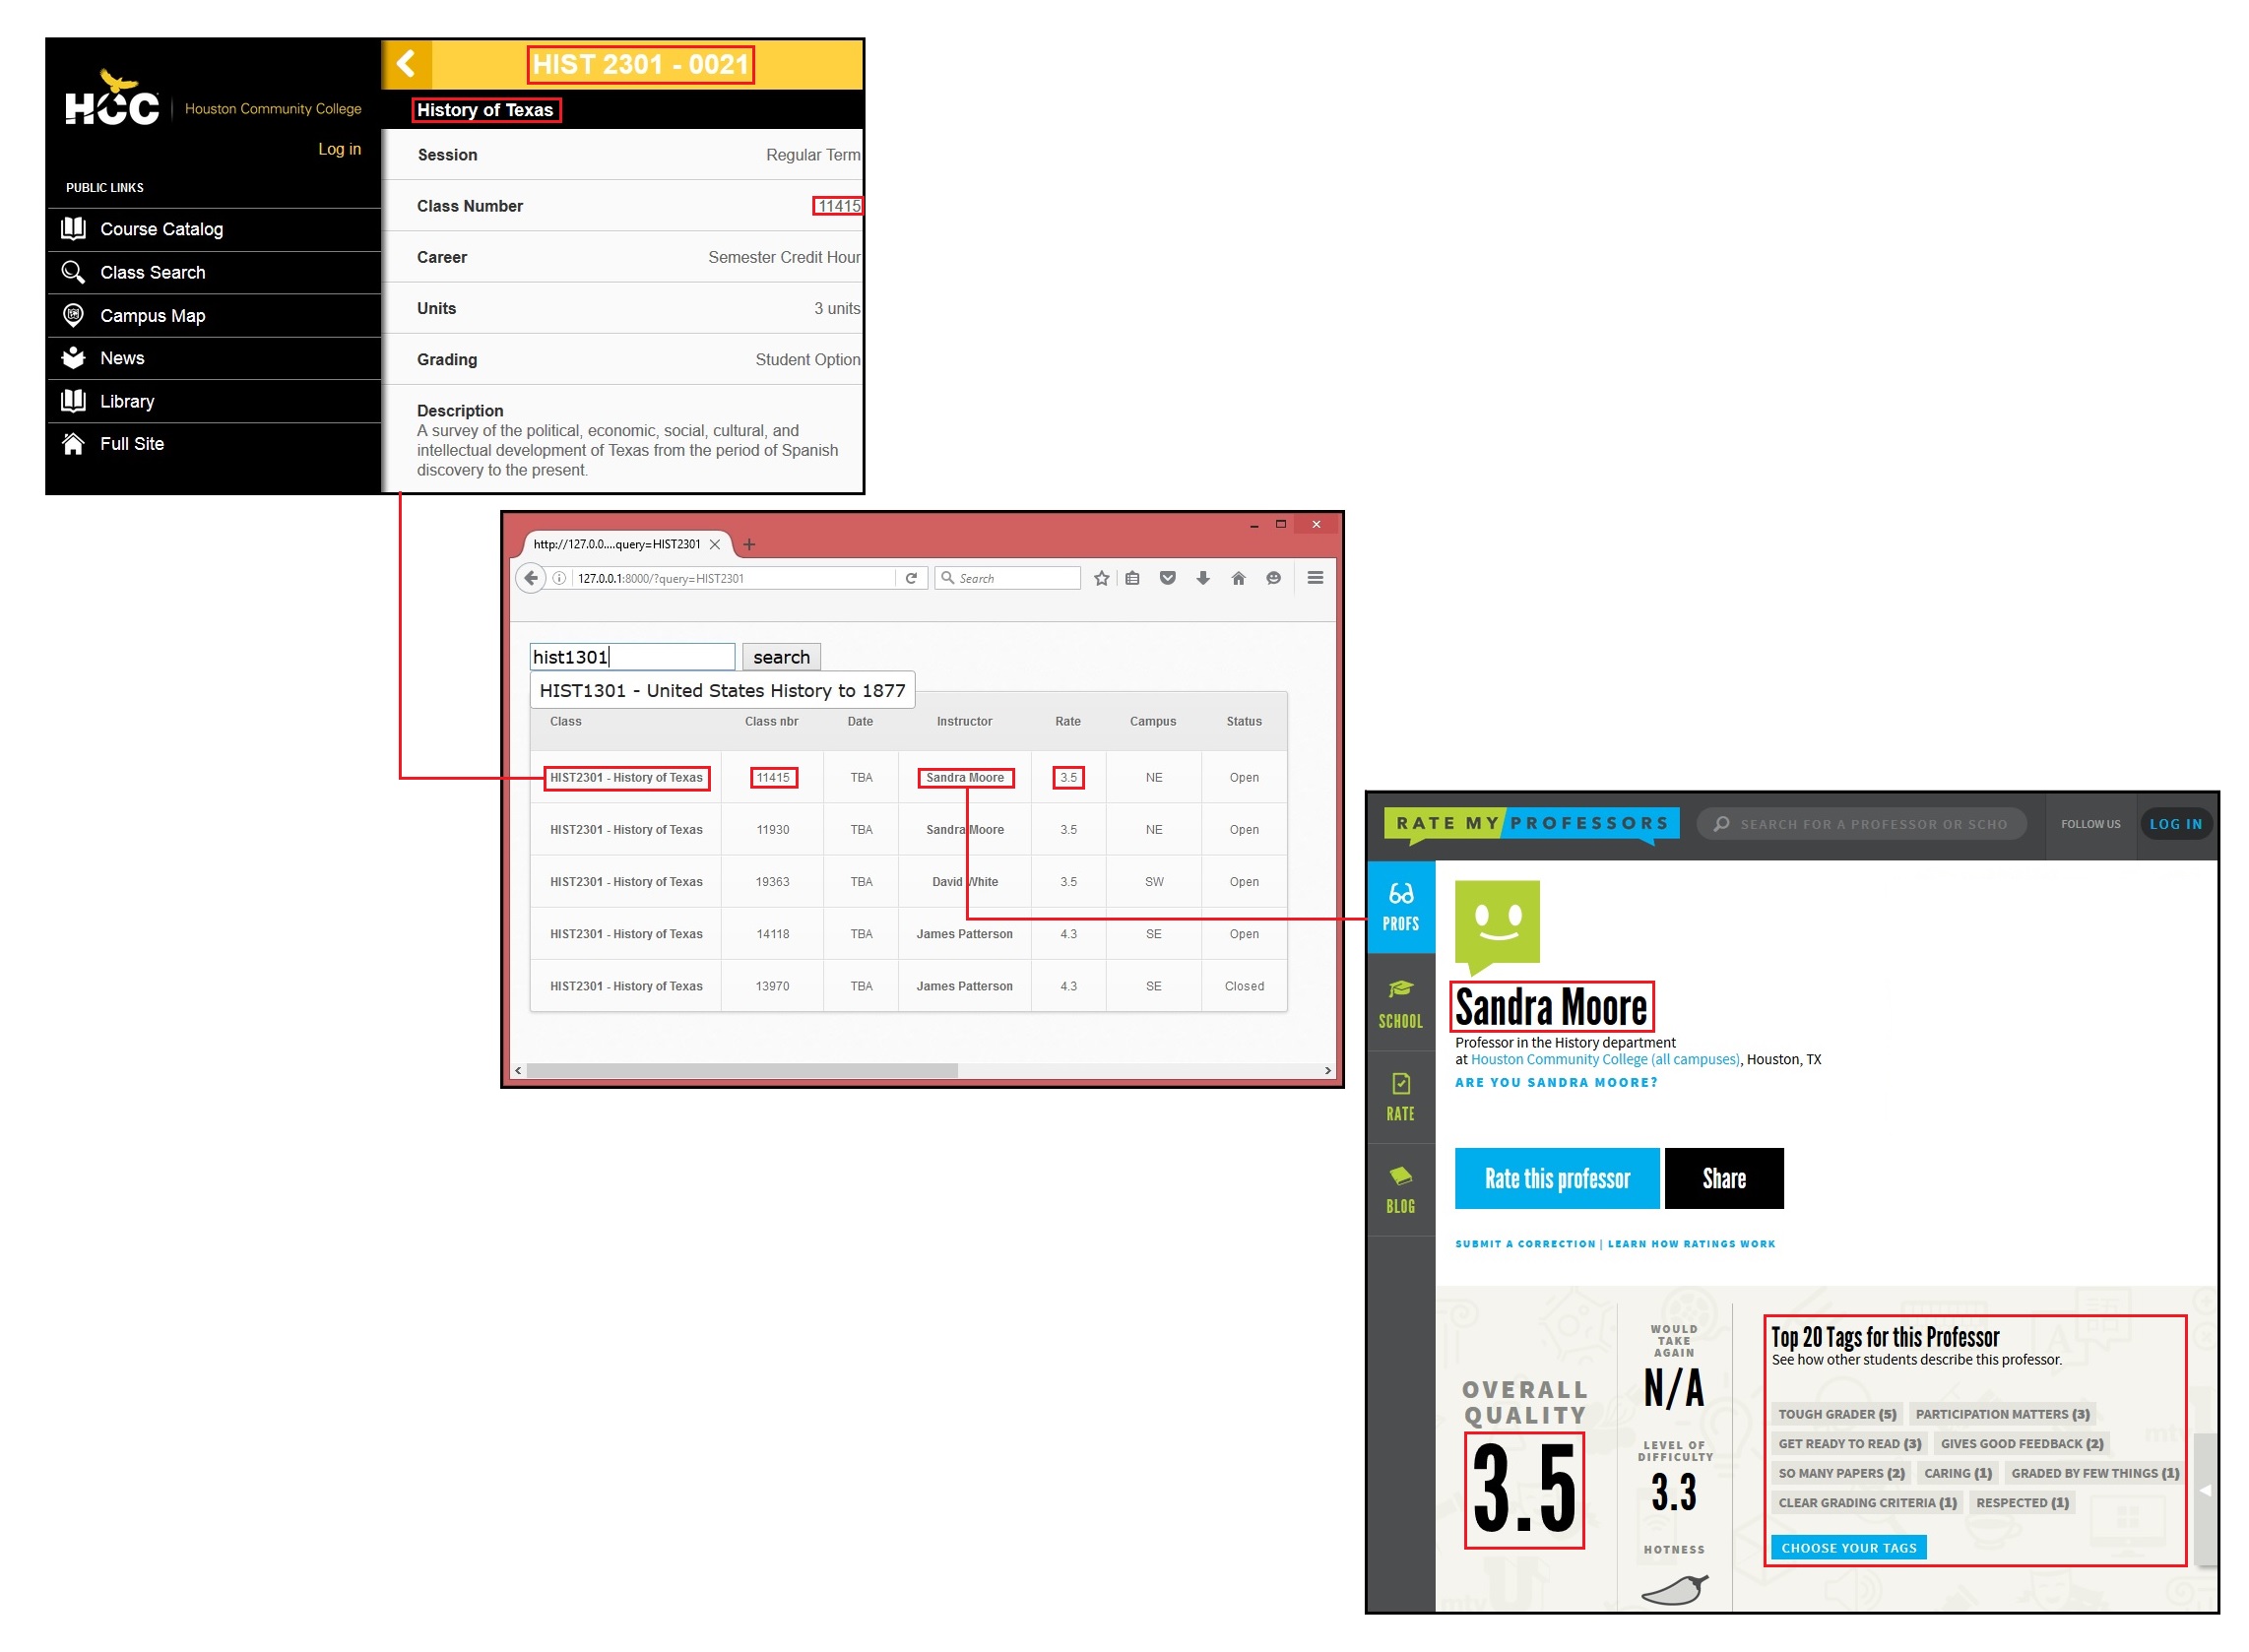 HCC Houston Community College
Log in
PUBLIC LINKS
Course Catalog
Class Search
Campus Map
News
Library
Full Site
HIST 2301 - 0021
History of Texas
Session Regular Term
Class Number 11415
Career Semester Credit Hour
Units 3 units
Grading Student Option
Description
A survey of the political, economic, social, cultural, and
intellectual development of Texas from the period of Spanish
discovery to the present.
http://127.0.0....query=HIST2301
127.0.0.1:8000/?query=HIST2301 Search
hist1301 search
HIST1301 - United States History to 1877
Class Class nbr Date Instructor Rate Campus Status
HIST2301 - History of Texas 11415 TBA Sandra Moore 3.5 NE Open
HIST2301 - History of Texas 11930 TBA Sandra Moore 3.5 NE Open
HIST2301 - History of Texas 19363 TBA David White 3.5 SW Open
HIST2301 - History of Texas 14118 TBA James Patterson 4.3 SE Open
HIST2301 - History of Texas 13970 TBA James Patterson 4.3 SE Closed
RATE MY PROFESSORS SEARCH FOR A PROFESSOR OR SCHO FOLLOW US LOG IN
PROFS
SCHOOL
RATE
BLOG
Sandra Moore
Professor in the History department
at Houston Community College (all campuses), Houston, TX
ARE YOU SANDRA MOORE?
Rate this professor Share
SUBMIT A CORRECTION | LEARN HOW RATINGS WORK
OVERALL
QUALITY
3.5
WOULD
TAKE
AGAIN
N/A
LEVEL OF
DIFFICULTY
3.3
HOTNESS
Top 20 Tags for this Professor
See how other students describe this professor.
TOUGH GRADER (5) PARTICIPATION MATTERS (3)
GET READY TO READ (3) GIVES GOOD FEEDBACK (2)
SO MANY PAPERS (2) CARING (1) GRADED BY FEW THINGS (1)
CLEAR GRADING CRITERIA (1) RESPECTED (1)
CHOOSE YOUR TAGS